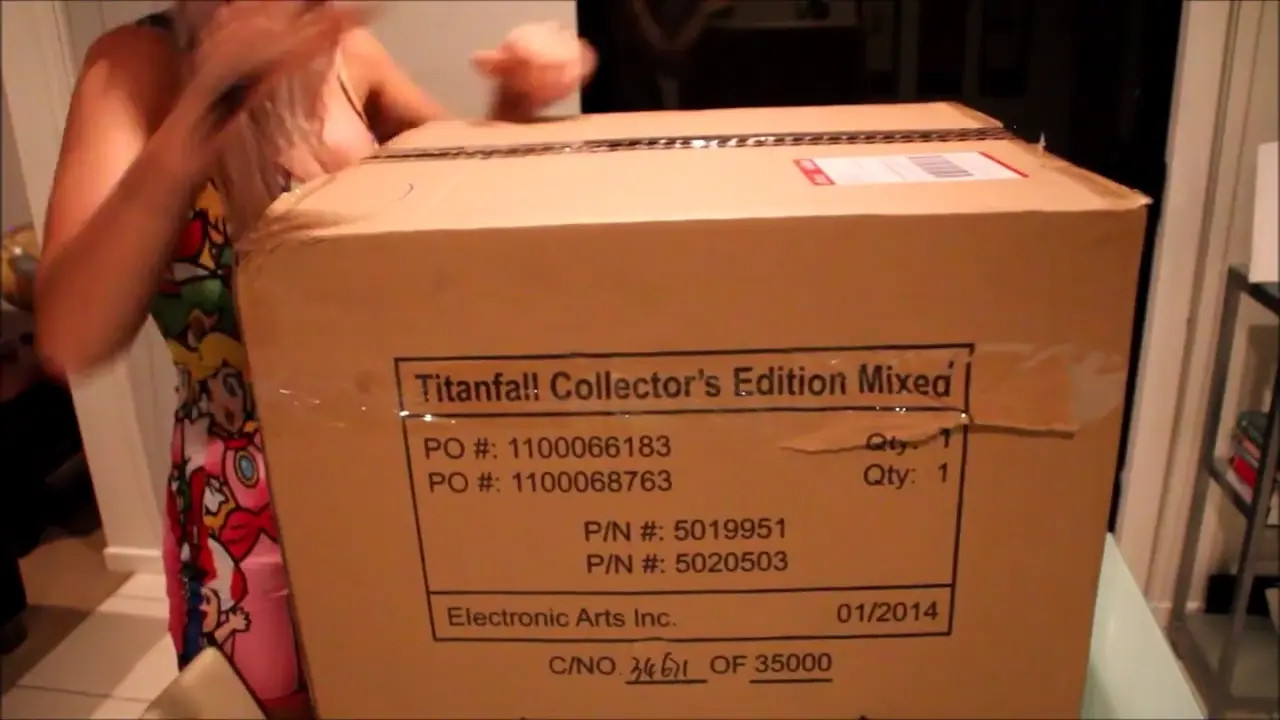 Titanfall Collector's Edition Mixed
PO #: 1100066183 Qty: 1
PO #: 1100068763 Qty: 1
P/N #: 5019951
P/N #: 5020503
Electronic Arts Inc. 01/2014
C/NO. OF 35000